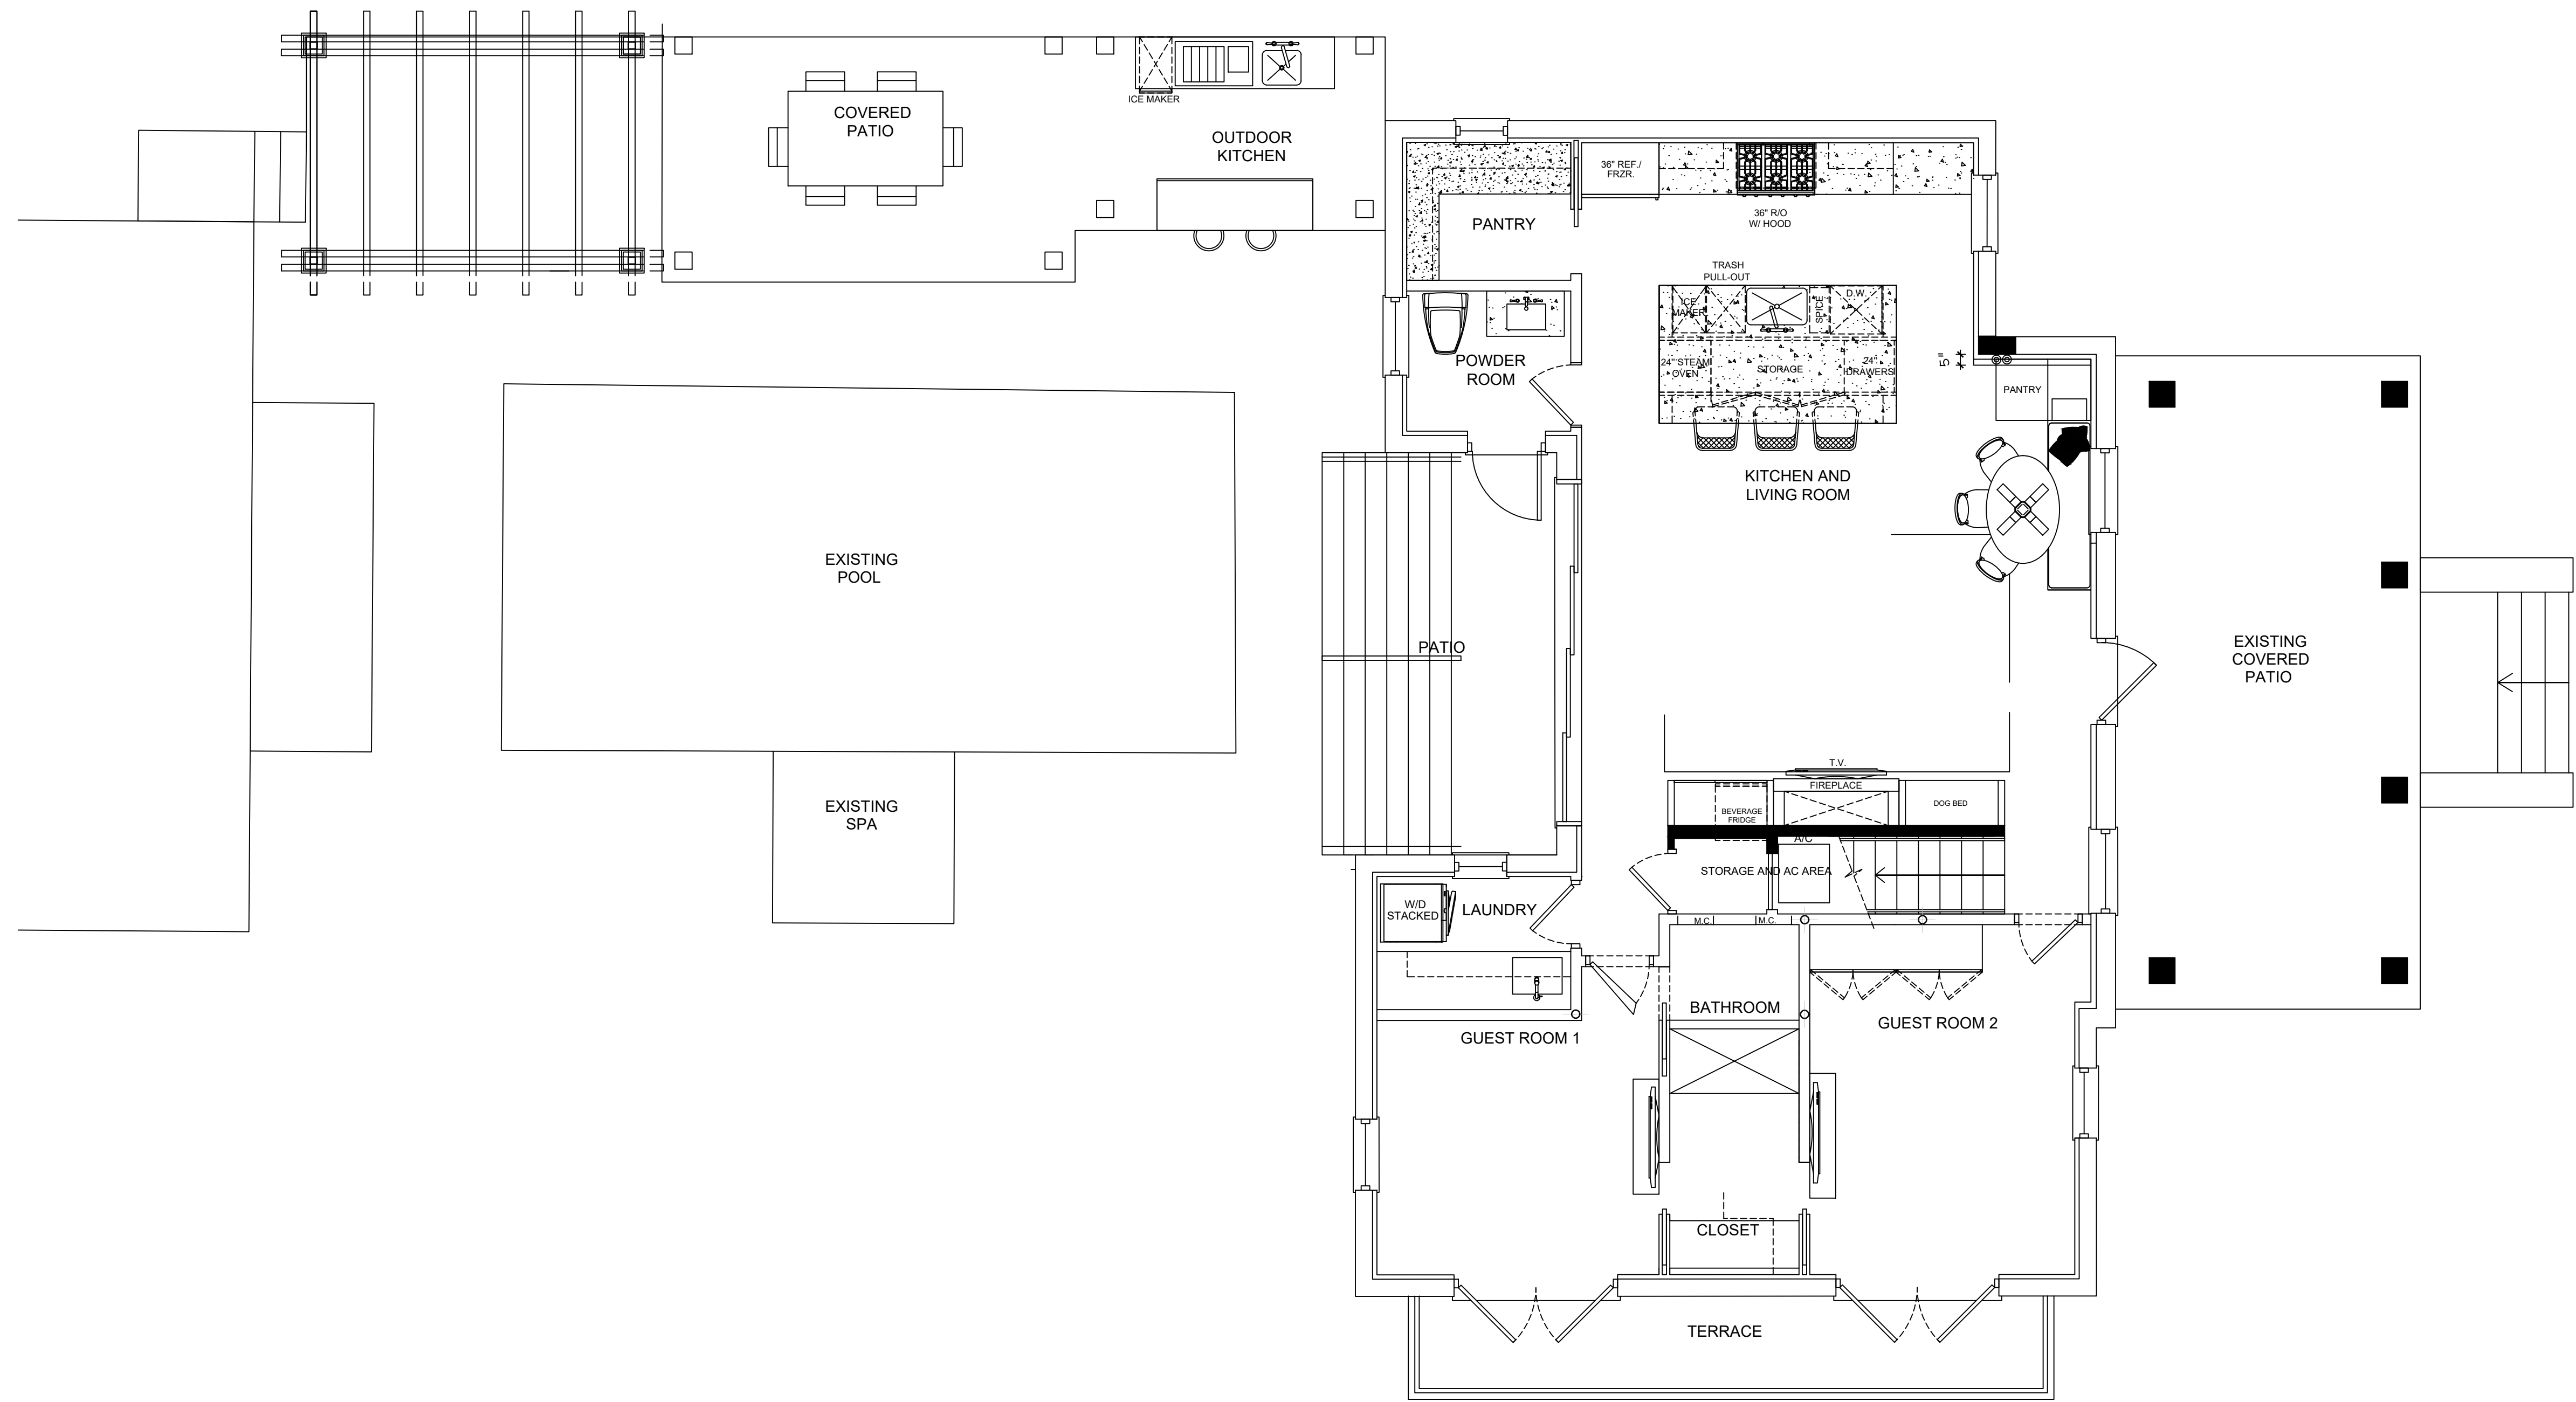 COVERED
PATIO
ICE MAKER
OUTDOOR
KITCHEN
36" REF./
FRZR.
PANTRY
36" R/O
W/ HOOD
TRASH
PULL-OUT
ICE
MAKER
SPICE
D.W.
POWDER
ROOM
24" STEAM
OVEN
STORAGE
24"
DRAWERS
5"
PANTRY
KITCHEN AND
LIVING ROOM
EXISTING
POOL
PATIO
EXISTING
COVERED
PATIO
EXISTING
SPA
T.V.
FIREPLACE
BEVERAGE
FRIDGE
DOG BED
A/C
STORAGE AND AC AREA
W/D
STACKED
LAUNDRY
M.C.
M.C.
BATHROOM
GUEST ROOM 1
GUEST ROOM 2
CLOSET
TERRACE